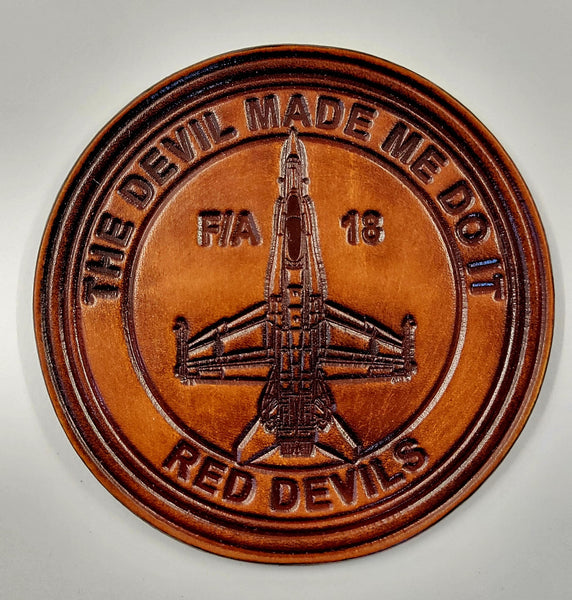 THE DEVIL MADE ME DO IT
F/A 18
RED DEVILS